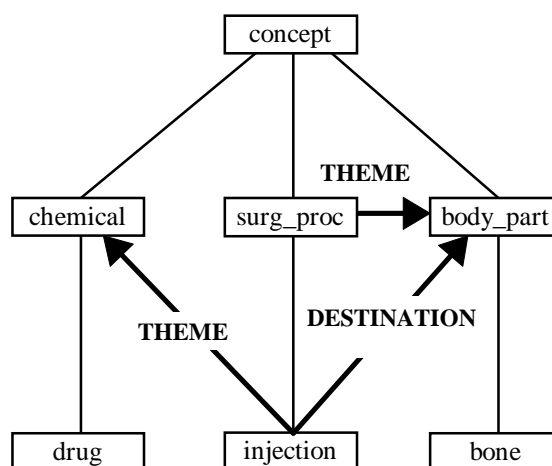 concept
THEME
chemical
surg_proc
body_part
THEME
DESTINATION
drug
injection
bone